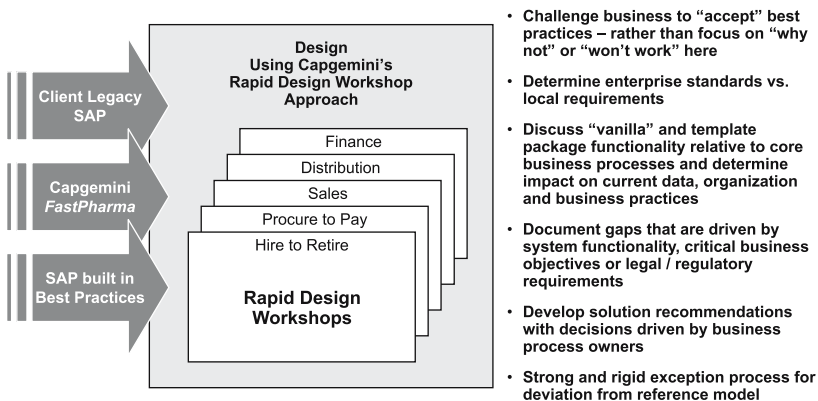 Client Legacy
SAP
Capgemini
FastPharma
SAP built in
Best Practices
Design
Using Capgemini's
Rapid Design Workshop
Approach
Finance
Distribution
Sales
Procure to Pay
Hire to Retire
Rapid Design
Workshops
• Challenge business to “accept” best
practices – rather than focus on “why
not” or “won’t work” here
• Determine enterprise standards vs.
local requirements
• Discuss “vanilla” and template
package functionality relative to core
business processes and determine
impact on current data, organization
and business practices
• Document gaps that are driven by
system functionality, critical business
objectives or legal / regulatory
requirements
• Develop solution recommendations
with decisions driven by business
process owners
• Strong and rigid exception process for
deviation from reference model